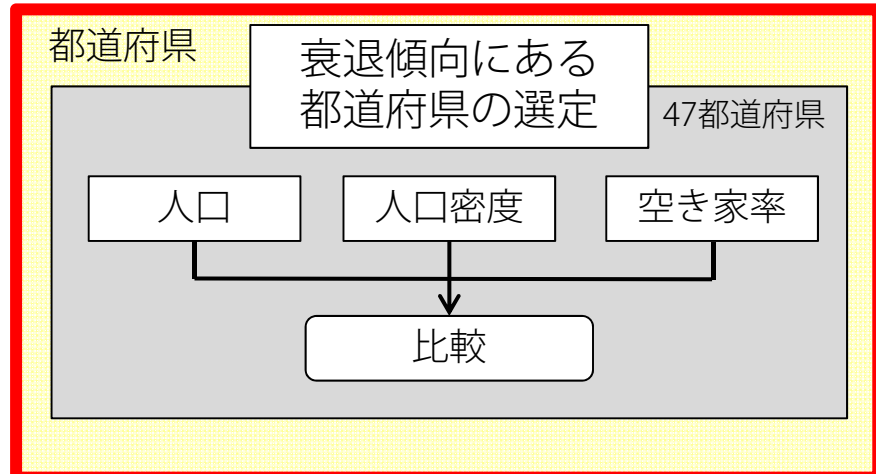 都道府県
衰退傾向にある
都道府県の選定
47都道府県
人口
人口密度
空き家率
比較